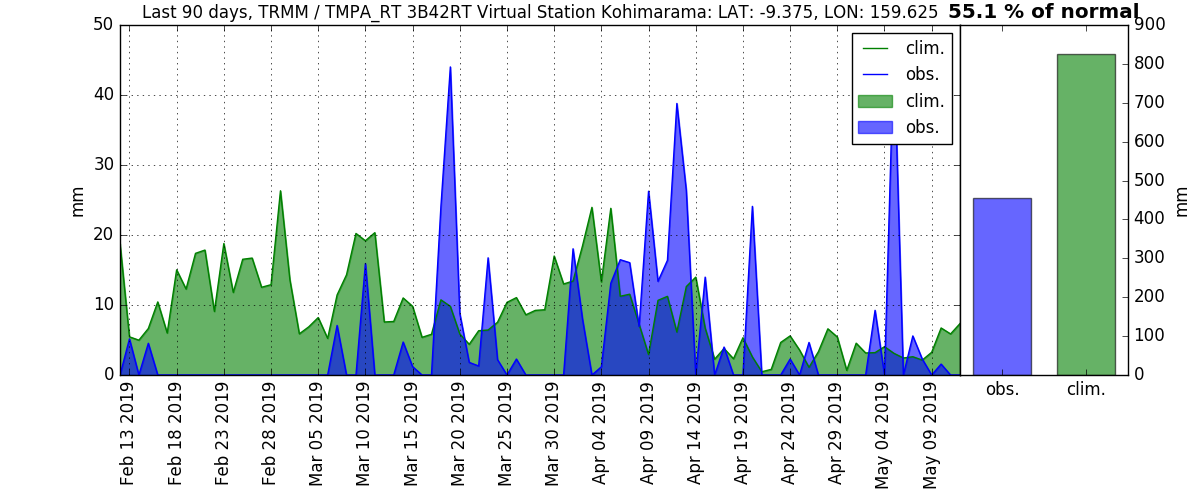 Last 90 days, TRMM / TMPA_RT 3B42RT Virtual Station Kohimarama: LAT: -9.375, LON: 159.625 55.1 % of normal
50
40
30
20
10
0
mm
clim.
obs.
clim.
obs.
900
800
700
600
500
400
300
200
100
0
mm
obs.
clim.
Feb 13 2019
Feb 18 2019
Feb 23 2019
Feb 28 2019
Mar 05 2019
Mar 10 2019
Mar 15 2019
Mar 20 2019
Mar 25 2019
Mar 30 2019
Apr 04 2019
Apr 09 2019
Apr 14 2019
Apr 19 2019
Apr 24 2019
Apr 29 2019
May 04 2019
May 09 2019